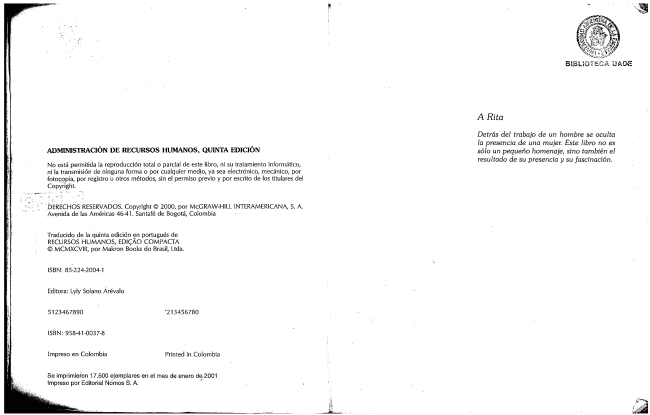 ADMINISTRACIÓN DE RECURSOS HUMANOS, QUINTA EDICIÓN
No está permitida la reproducción total o parcial de este libro, ni su tratamiento informático,
ni la transmisión de ninguna forma o por cualquier medio, ya sea electrónico, mecánico, por
fotocopia, por registro u otros métodos, sin el permiso previo y por escrito de los titulares del
Copyright.
DERECHOS RESERVADOS. Copyright © 2000, por McGRAW-HILL INTERAMERICANA, S. A.
Avenida de las Américas 46-41. Santafé de Bogotá, Colombia
Traducido de la quinta edición en portugués de
RECURSOS HUMANOS, EDIÇÃO COMPACTA
© MCMXCVIII, por Makron Books do Brasil, Ltda.
ISBN: 85-224-2004-1
Editora: Lyly Solano Arévalo
5123467890 213456780
ISBN: 958-41-0037-8
Impreso en Colombia Printed in Colombia
Se imprimieron 17.500 ejemplares en el mes de enero de 2001
Impreso por Editorial Nomos S. A.
BIBLIOTECA UADE
A Rita
Detrás del trabajo de un hombre se oculta
la presencia de una mujer. Este libro no es
sólo un pequeño homenaje, sino también el
resultado de su presencia y su fascinación.